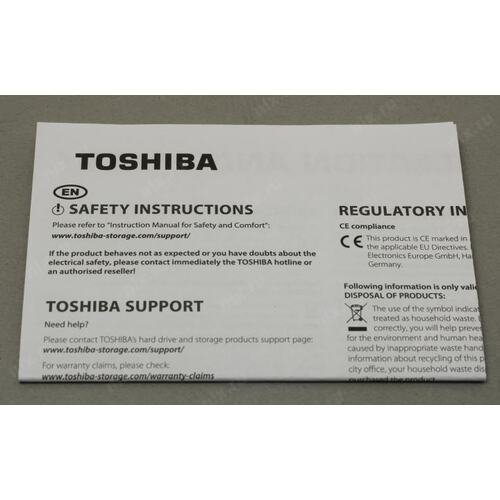 TOSHIBA
EN
SAFETY INSTRUCTIONS
Please refer to "Instruction Manual for Safety and Comfort":
www.toshiba-storage.com/support/
If the product behaves not as expected or you have doubts about the
electrical safety, please contact immediately the TOSHIBA hotline or
an authorised reseller!
TOSHIBA SUPPORT
Need help?
Please contact TOSHIBA's hard drive and storage products support page:
www.toshiba-storage.com/support/
For warranty claims, please check:
www.toshiba-storage.com/warranty-claims
REGULATORY IN
CE compliance
CE This product is CE marked in
the applicable EU Directives.
Electronics Europe GmbH, Ha
Germany.
Following information is only valid
DISPOSAL OF PRODUCTS:
The use of the symbol indicat
treated as household waste.
correctly, you will help prever
for the environment and human hea
caused by inappropriate waste hand
information about recycling of this p
city office, your household waste dis
purchased the product.